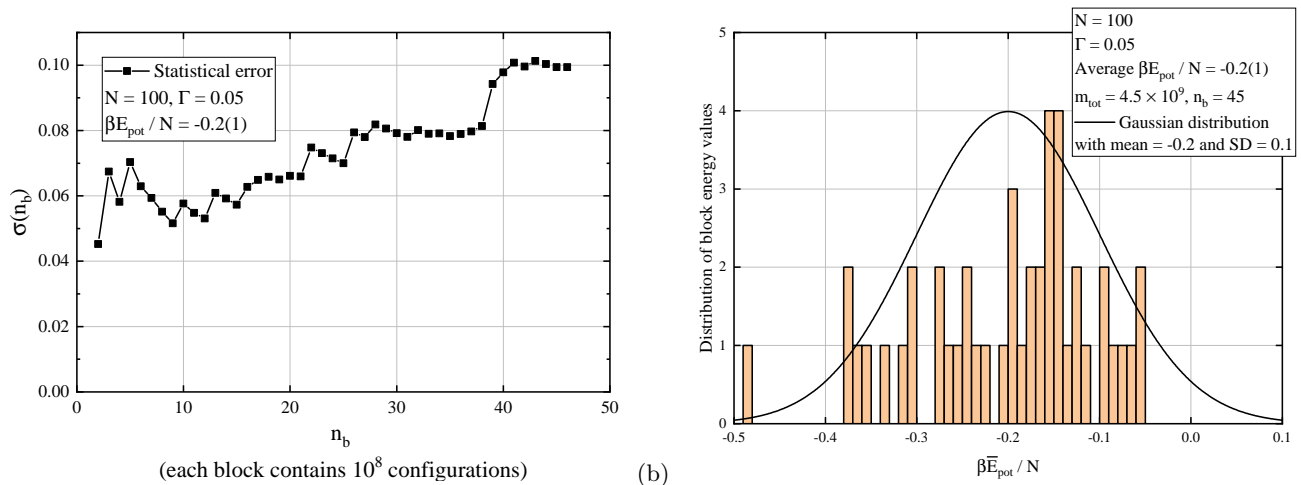 0.10
0.08
0.06
0.04
0.02
0.00
σ(n_b)
Statistical error
N = 100, Γ = 0.05
βE_pot / N = -0.2(1)
0
10
20
30
40
50
n_b
(each block contains 10^8 configurations)
(b)
5
4
3
2
1
0
Distribution of block energy values
N = 100
Γ = 0.05
Average βE_pot / N = -0.2(1)
m_tot = 4.5 × 10^9, n_b = 45
Gaussian distribution
with mean = -0.2 and SD = 0.1
-0.5
-0.4
-0.3
-0.2
-0.1
0.0
0.1
βE̅_pot / N